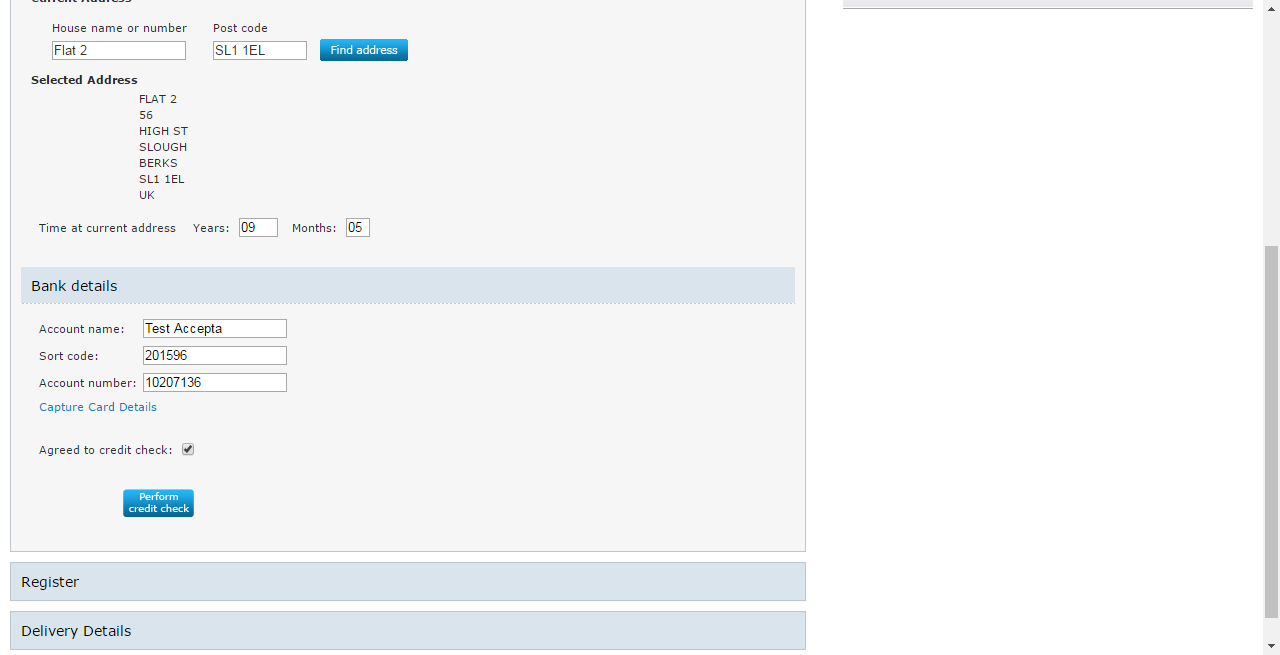 Current Address
House name or number Post code
Flat 2 SL1 1EL Find address
Selected Address
FLAT 2
56
HIGH ST
SLOUGH
BERKS
SL1 1EL
UK
Time at current address Years: 09 Months: 05
Bank details
Account name: Test Accepta
Sort code: 201596
Account number: 10207136
Capture Card Details
Agreed to credit check:
Perform
credit check
Register
Delivery Details